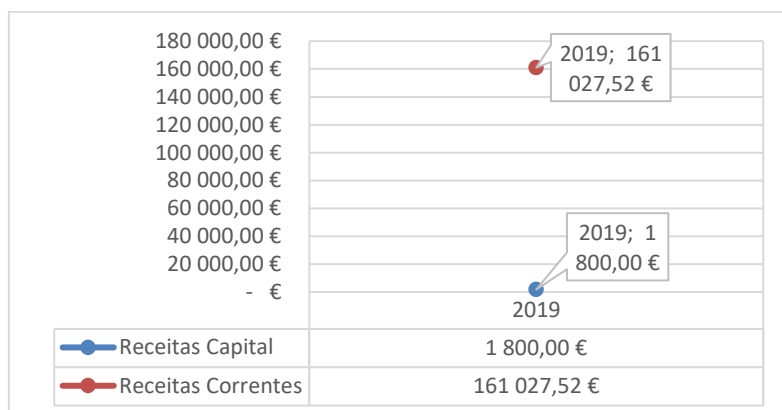 180 000,00 €
160 000,00 €
140 000,00 €
120 000,00 €
100 000,00 €
80 000,00 €
60 000,00 €
40 000,00 €
20 000,00 €
- €
2019; 161
027,52 €
2019; 1
800,00 €
2019
Receitas Capital 1 800,00 €
Receitas Correntes 161 027,52 €